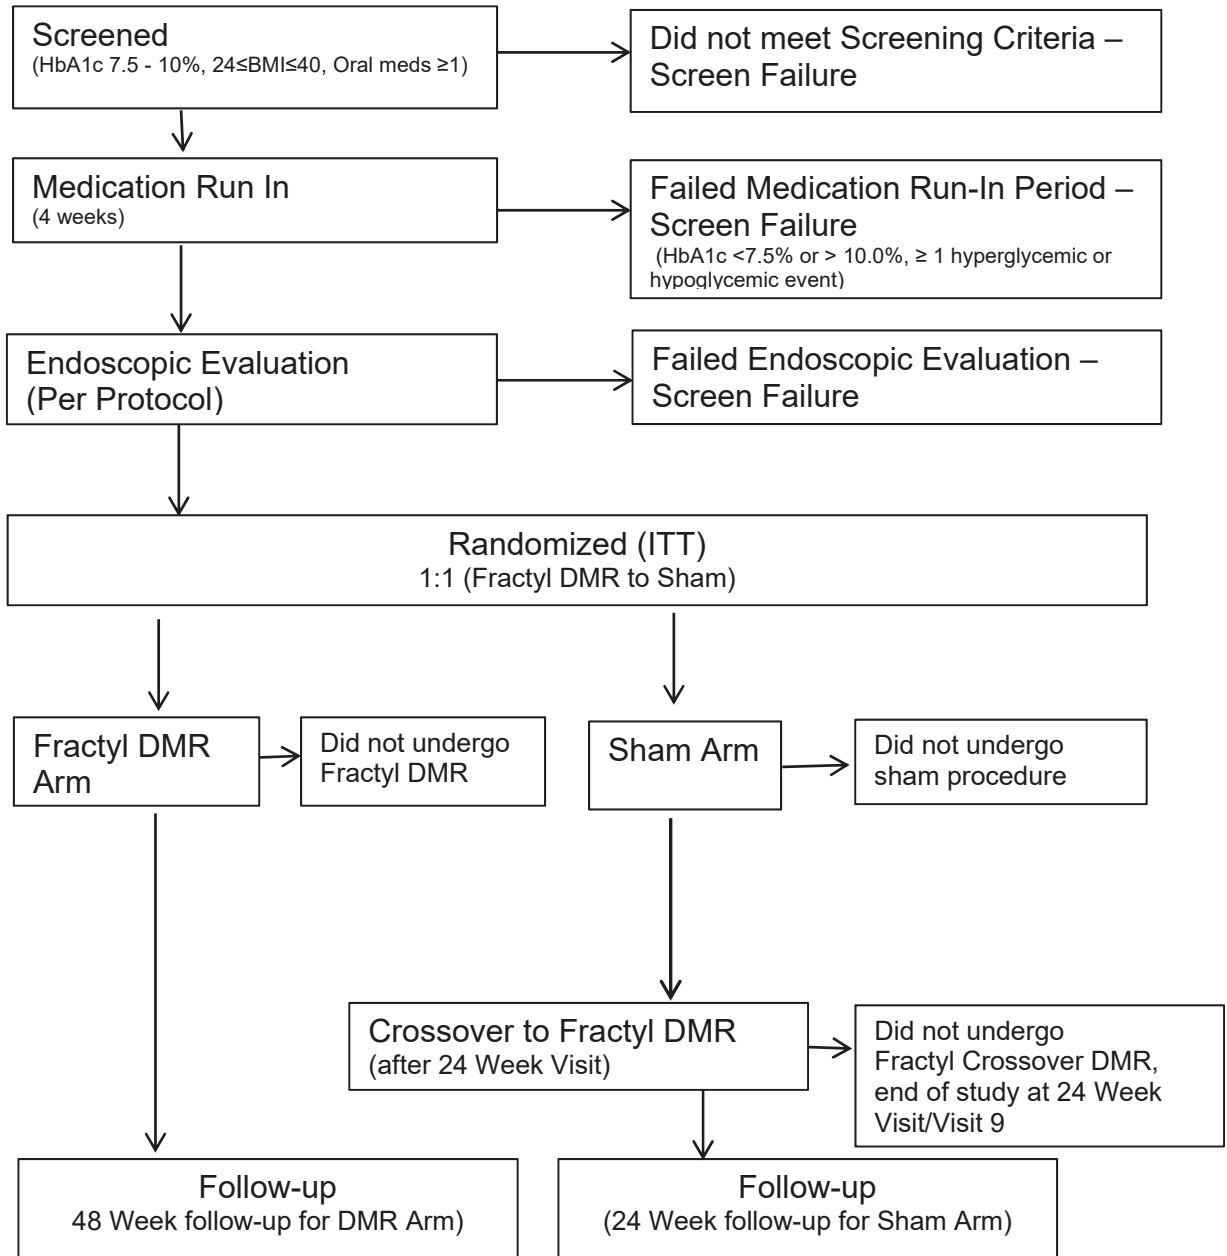 Screened
(HbA1c 7.5 - 10%, 24≤BMI≤40, Oral meds ≥1)
Did not meet Screening Criteria –
Screen Failure
Medication Run In
(4 weeks)
Failed Medication Run-In Period –
Screen Failure
(HbA1c <7.5% or > 10.0%, ≥ 1 hyperglycemic or
hypoglycemic event)
Endoscopic Evaluation
(Per Protocol)
Failed Endoscopic Evaluation –
Screen Failure
Randomized (ITT)
1:1 (Fractyl DMR to Sham)
Fractyl DMR
Arm
Did not undergo
Fractyl DMR
Sham Arm
Did not undergo
sham procedure
Crossover to Fractyl DMR
(after 24 Week Visit)
Did not undergo
Fractyl Crossover DMR,
end of study at 24 Week
Visit/Visit 9
Follow-up
48 Week follow-up for DMR Arm)
Follow-up
(24 Week follow-up for Sham Arm)